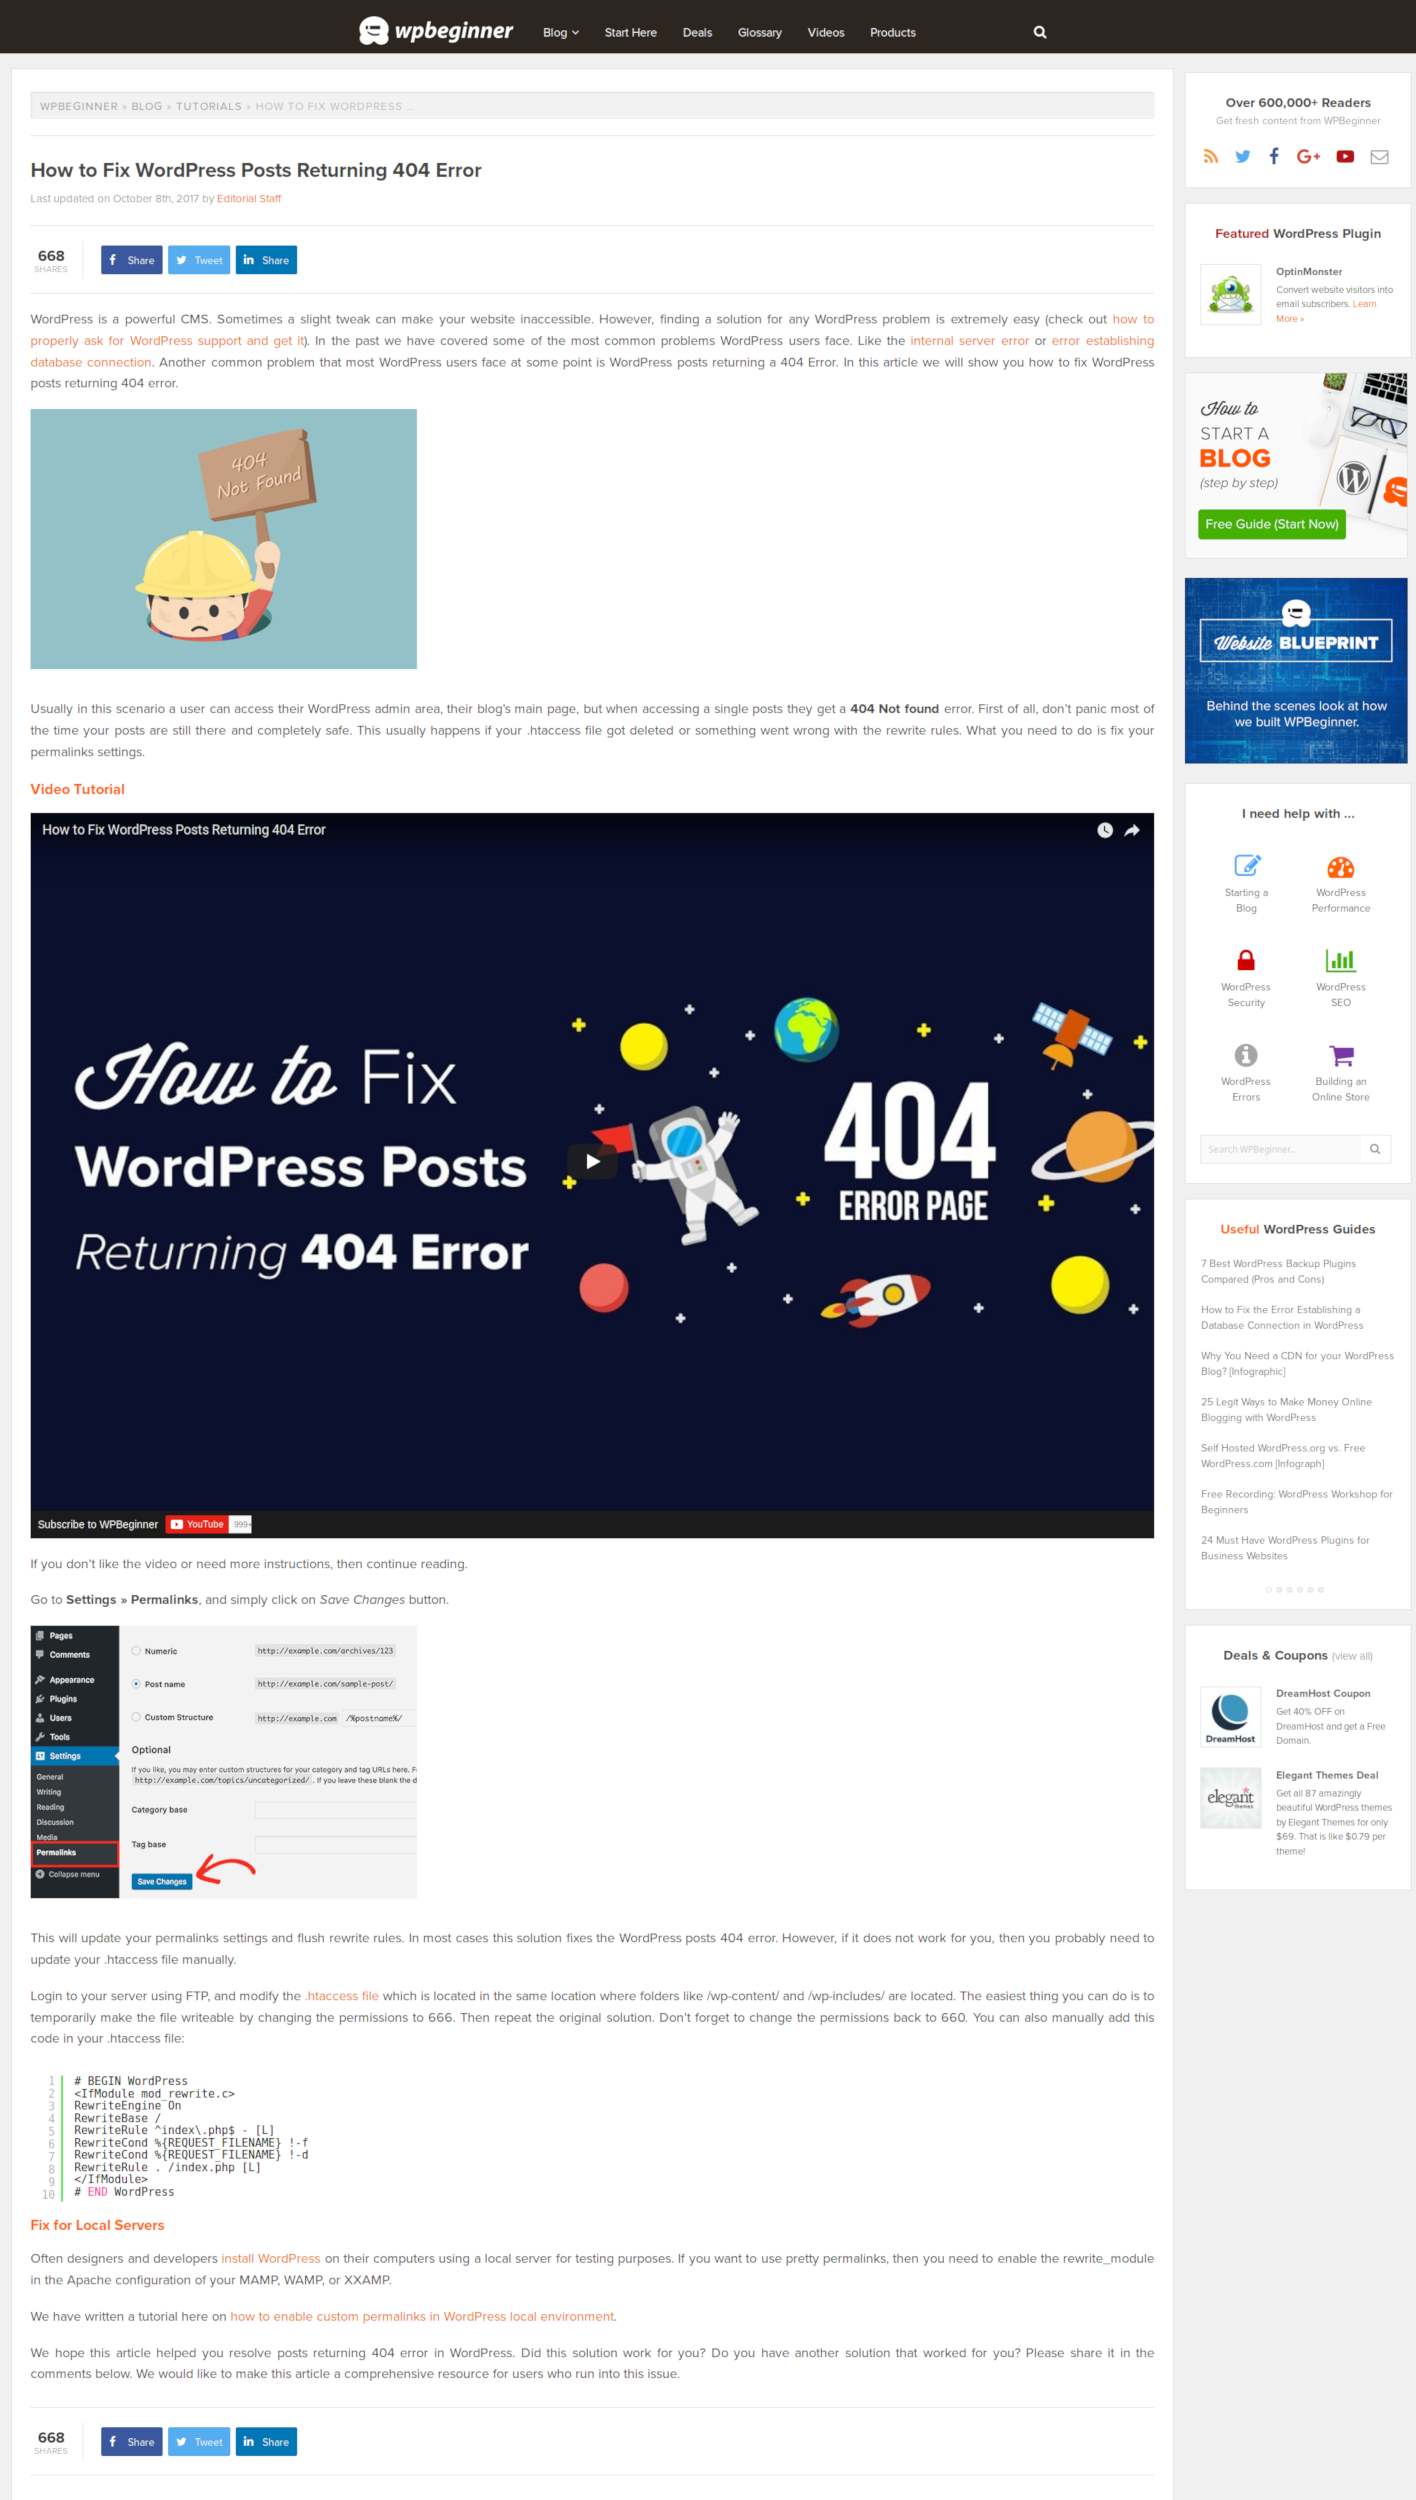 wpbeginner Blog Start Here Deals Glossary Videos Products
WPBEGINNER » BLOG » TUTORIALS » HOW TO FIX WORDPRESS ...
How to Fix WordPress Posts Returning 404 Error
Last updated on October 8th, 2017 by Editorial Staff
668
SHARES
Share Tweet Share
WordPress is a powerful CMS. Sometimes a slight tweak can make your website inaccessible. However, finding a solution for any WordPress problem is extremely easy (check out how to
properly ask for WordPress support and get it). In the past we have covered some of the most common problems WordPress users face. Like the internal server error or error establishing
database connection. Another common problem that most WordPress users face at some point is WordPress posts returning a 404 Error. In this article we will show you how to fix WordPress
posts returning 404 error.
404
Not Found
Usually in this scenario a user can access their WordPress admin area, their blog's main page, but when accessing a single posts they get a 404 Not found error. First of all, don't panic most of
the time your posts are still there and completely safe. This usually happens if your .htaccess file got deleted or something went wrong with the rewrite rules. What you need to do is fix your
permalinks settings.
Video Tutorial
How to Fix WordPress Posts Returning 404 Error
How to Fix
WordPress Posts
Returning 404 Error
404
ERROR PAGE
Subscribe to WPBeginner YouTube 999+
If you don't like the video or need more instructions, then continue reading.
Go to Settings » Permalinks, and simply click on Save Changes button.
Pages
Comments
Appearance
Plugins
Users
Tools
Settings
General
Writing
Reading
Discussion
Media
Permalinks
Collapse menu
Numeric http://example.com/archives/123
Post name http://example.com/sample-post/
Custom Structure http://example.com /%postname%/
Optional
If you like, you may enter custom structures for your category and tag URLs here. F
http://example.com/topics/uncategorized/ . If you leave these blank the d
Category base
Tag base
Save Changes
This will update your permalinks settings and flush rewrite rules. In most cases this solution fixes the WordPress posts 404 error. However, if it does not work for you, then you probably need to
update your .htaccess file manually.
Login to your server using FTP, and modify the .htaccess file which is located in the same location where folders like /wp-content/ and /wp-includes/ are located. The easiest thing you can do is to
temporarily make the file writeable by changing the permissions to 666. Then repeat the original solution. Don't forget to change the permissions back to 660. You can also manually add this
code in your .htaccess file:
1 # BEGIN WordPress
2 <IfModule mod_rewrite.c>
3 RewriteEngine On
4 RewriteBase /
5 RewriteRule ^index\.php$ - [L]
6 RewriteCond %{REQUEST_FILENAME} !-f
7 RewriteCond %{REQUEST_FILENAME} !-d
8 RewriteRule . /index.php [L]
9 </IfModule>
10 # END WordPress
Fix for Local Servers
Often designers and developers install WordPress on their computers using a local server for testing purposes. If you want to use pretty permalinks, then you need to enable the rewrite_module
in the Apache configuration of your MAMP, WAMP, or XXAMP.
We have written a tutorial here on how to enable custom permalinks in WordPress local environment.
We hope this article helped you resolve posts returning 404 error in WordPress. Did this solution work for you? Do you have another solution that worked for you? Please share it in the
comments below. We would like to make this article a comprehensive resource for users who run into this issue.
668
SHARES
Share Tweet Share
Over 600,000+ Readers
Get fresh content from WPBeginner
Featured WordPress Plugin
OptinMonster
Convert website visitors into
email subscribers. Learn
More »
How to
START A
BLOG
(step by step)
Free Guide (Start Now)
Website BLUEPRINT
Behind the scenes look at how
we built WPBeginner.
I need help with ...
Starting a
Blog
WordPress
Performance
WordPress
Security
WordPress
SEO
WordPress
Errors
Building an
Online Store
Search WPBeginner...
Useful WordPress Guides
7 Best WordPress Backup Plugins
Compared (Pros and Cons)
How to Fix the Error Establishing a
Database Connection in WordPress
Why You Need a CDN for your WordPress
Blog? [Infographic]
25 Legit Ways to Make Money Online
Blogging with WordPress
Self Hosted WordPress.org vs. Free
WordPress.com [Infograph]
Free Recording: WordPress Workshop for
Beginners
24 Must Have WordPress Plugins for
Business Websites
Deals & Coupons (view all)
DreamHost
DreamHost Coupon
Get 40% OFF on
DreamHost and get a Free
Domain.
elegant
themes
Elegant Themes Deal
Get all 87 amazingly
beautiful WordPress themes
by Elegant Themes for only
$69. That is like $0.79 per
theme!